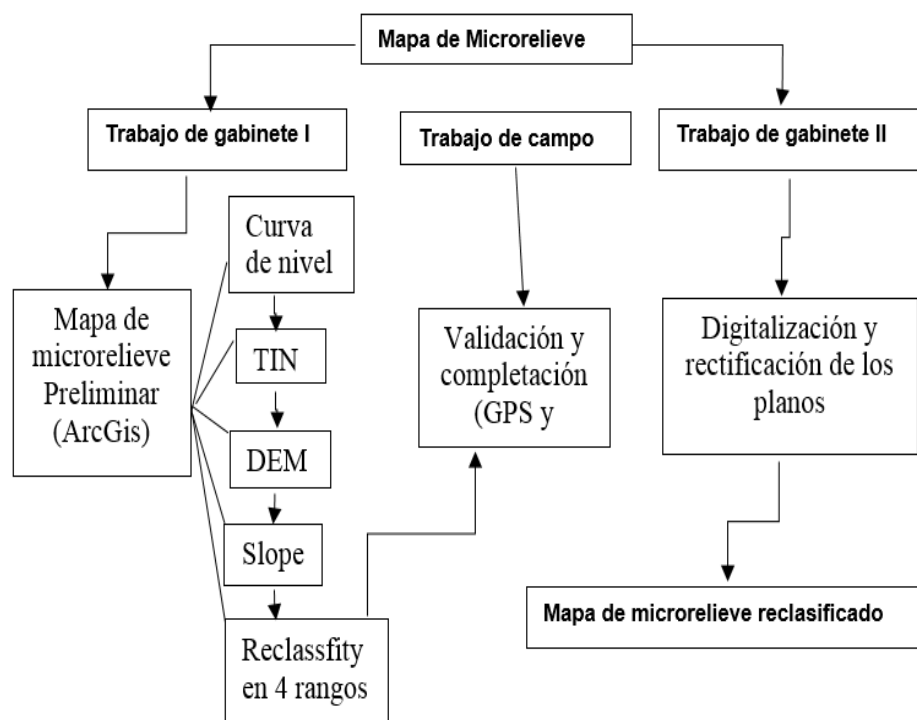 Mapa de Microrelieve
Trabajo de gabinete I
Trabajo de campo
Trabajo de gabinete II
Curva
de nivel
Mapa de
microrelieve
Preliminar
(ArcGis)
TIN
DEM
Slope
Reclassfity
en 4 rangos
Validación y
completación
(GPS y
Digitalización y
rectificación de los
planos
Mapa de microrelieve reclasificado